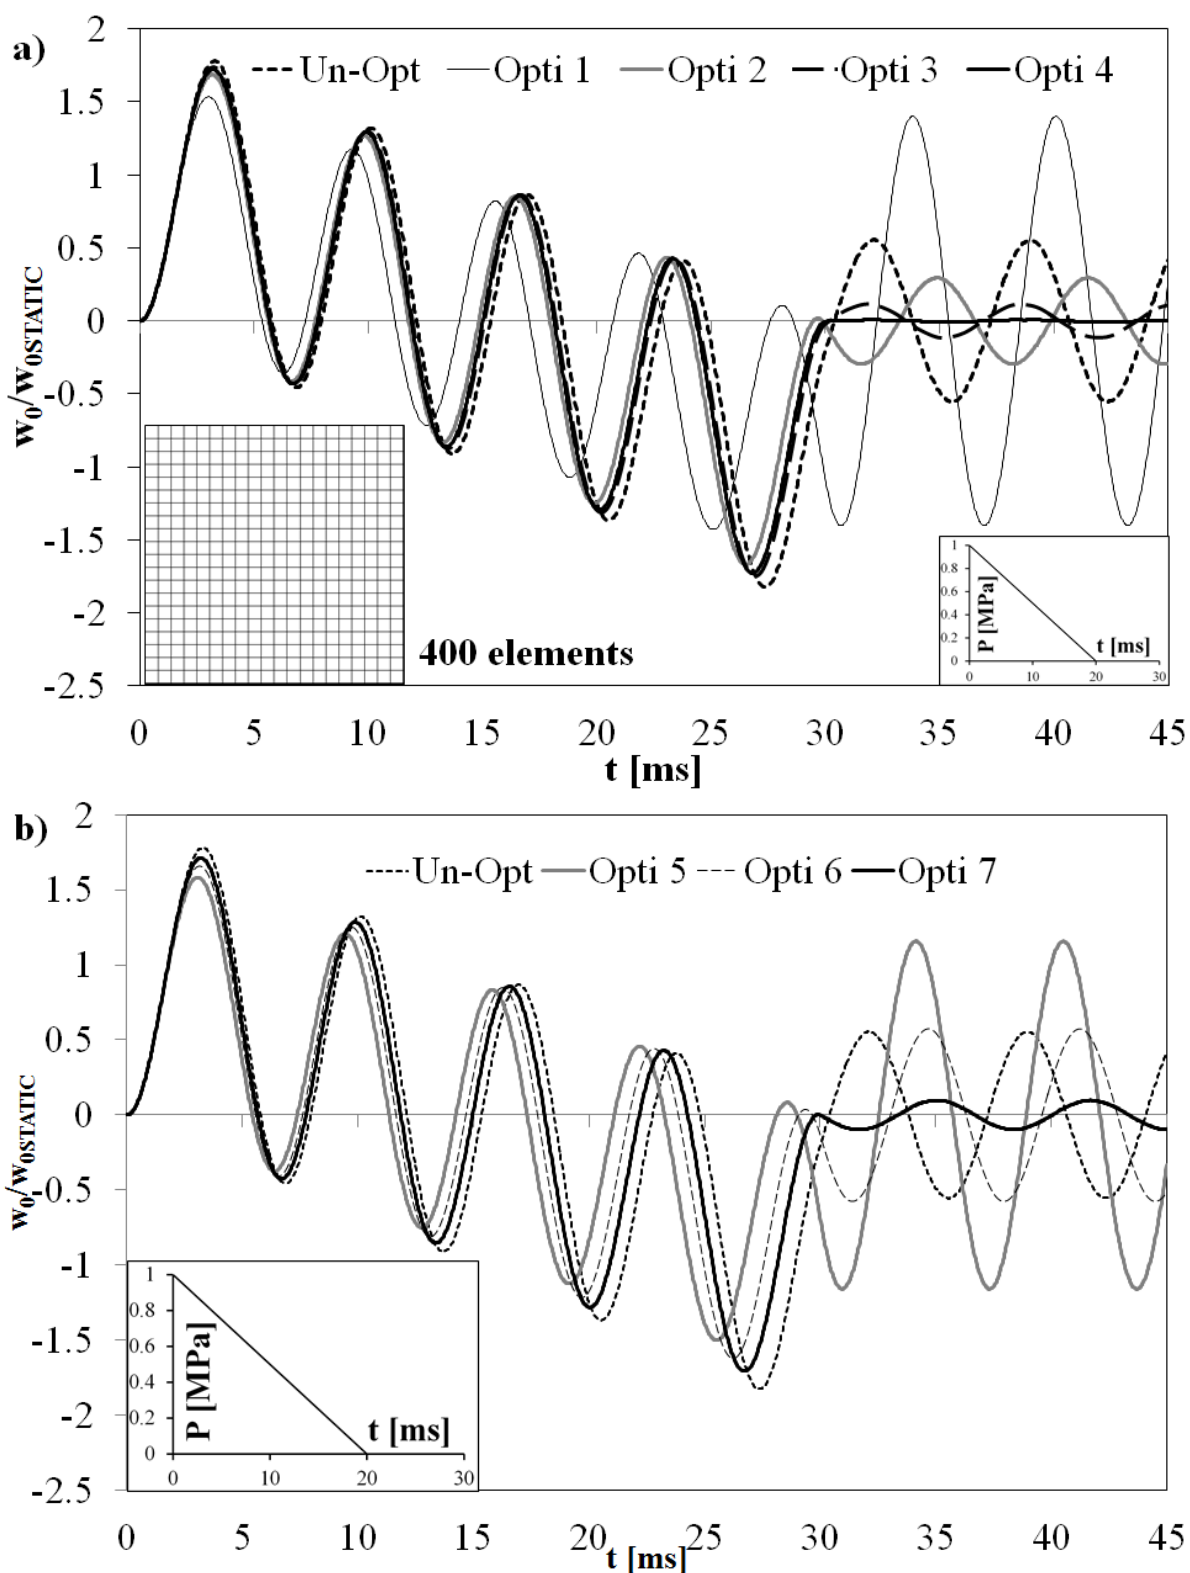 a)
2
Un-Opt Opti 1 Opti 2 Opti 3 Opti 4
1.5
1
0.5
0
-0.5
-1
-1.5
-2
-2.5
w0/w0STATIC
400 elements
1
0.8
0.6
0.4
0.2
0
P [MPa]
t [ms]
0 10 20 30
0 5 10 15 20 25 30 35 40 45
t [ms]
b)
2
Un-Opt Opti 5 Opti 6 Opti 7
1.5
1
0.5
0
-0.5
-1
-1.5
-2
-2.5
w0/w0STATIC
1
0.8
0.6
0.4
0.2
0
P [MPa]
t [ms]
0 10 20 30
0 5 10 15 20 25 30 35 40 45
t [ms]